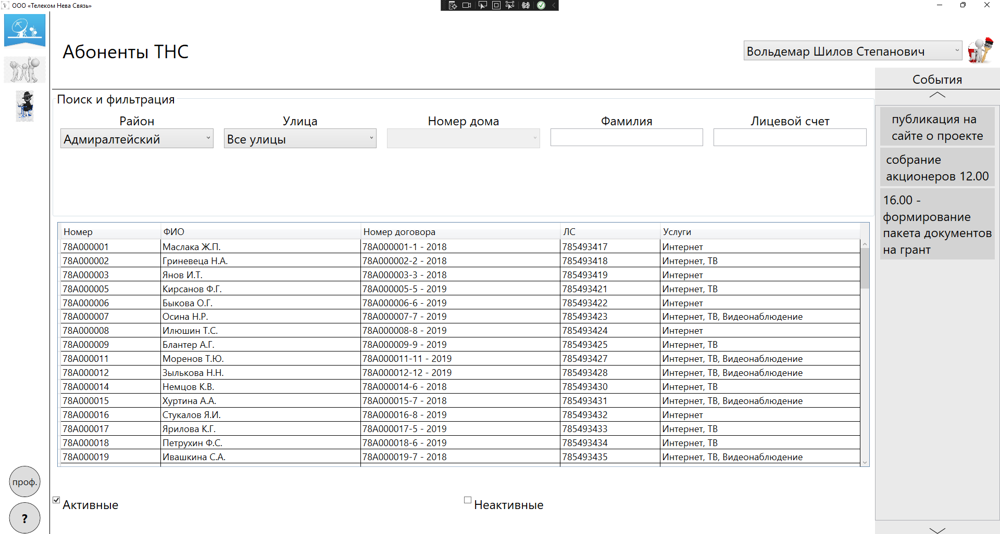 ООО «Телеком Нева Связь»
Абоненты ТНС
Вольдемар Шилов Степанович
События
Поиск и фильтрация
Район Улица Номер дома Фамилия Лицевой счет
Адмиралтейский Все улицы
публикация на
сайте о проекте
собрание
акционеров 12.00
16.00 -
формирование
пакета документов
на грант
Номер ФИО Номер договора ЛС Услуги
78А000001 Маслака Ж.П. 78А000001-1 - 2018 785493417 Интернет
78А000002 Гриневеца Н.А. 78А000002-2 - 2018 785493418 Интернет, ТВ
78А000003 Янов И.Т. 78А000003-3 - 2018 785493419 Интернет
78А000005 Кирсанов Ф.Г. 78А000005-5 - 2019 785493421 Интернет, ТВ
78А000006 Быкова О.Г. 78А000006-6 - 2019 785493422 Интернет
78А000007 Осина Н.Р. 78А000007-7 - 2019 785493423 Интернет, ТВ, Видеонаблюдение
78А000008 Илюшин Т.С. 78А000008-8 - 2019 785493424 Интернет
78А000009 Блантер А.Г. 78А000009-9 - 2019 785493425 Интернет, ТВ
78А000011 Моренов Т.Ю. 78А000011-11 - 2019 785493427 Интернет, ТВ, Видеонаблюдение
78А000012 Зылькова Н.Н. 78А000012-12 - 2019 785493428 Интернет, ТВ, Видеонаблюдение
78А000014 Немцов К.В. 78А000014-6 - 2018 785493430 Интернет, ТВ
78А000015 Хуртина А.А. 78А000015-7 - 2018 785493431 Интернет, ТВ, Видеонаблюдение
78А000016 Стукалов Я.И. 78А000016-8 - 2019 785493432 Интернет
78А000017 Ярилова К.Г. 78А000017-5 - 2019 785493433 Интернет, ТВ
78А000018 Петрухин Ф.С. 78А000018-6 - 2019 785493434 Интернет, ТВ
78А000019 Ивашкина С.А. 78А000019-7 - 2018 785493435 Интернет, ТВ, Видеонаблюдение
проф.
Активные Неактивные
?